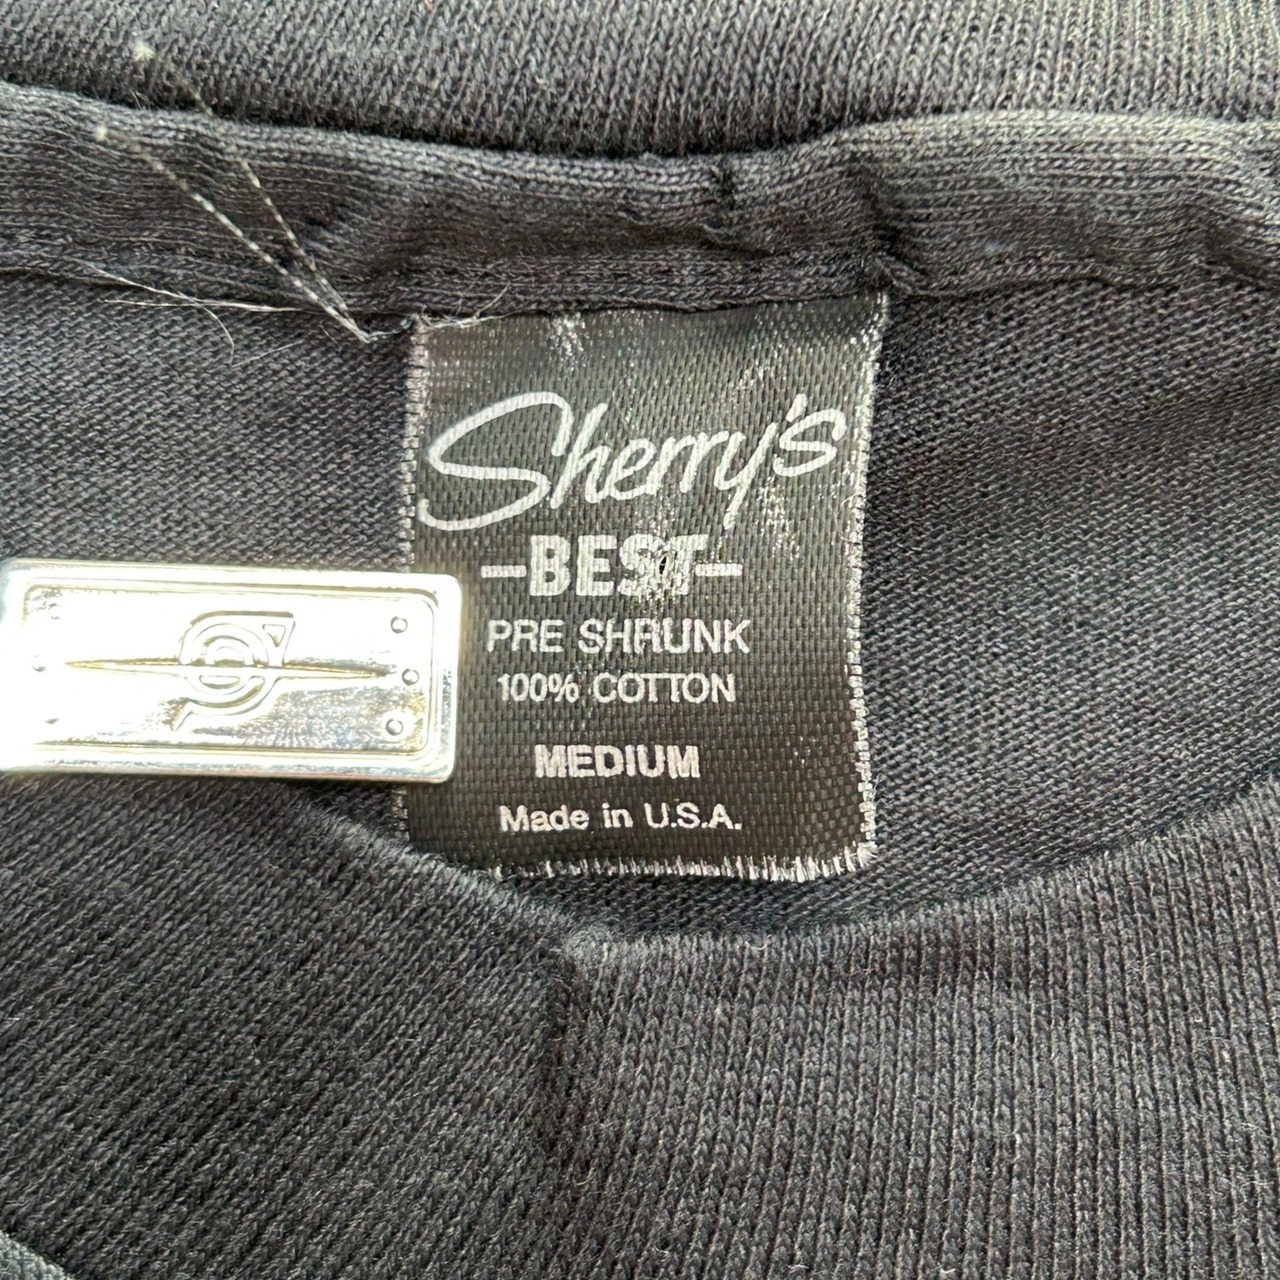 Sherry's
-BEST-
PRE SHRUNK
100% COTTON
MEDIUM
Made in U.S.A.